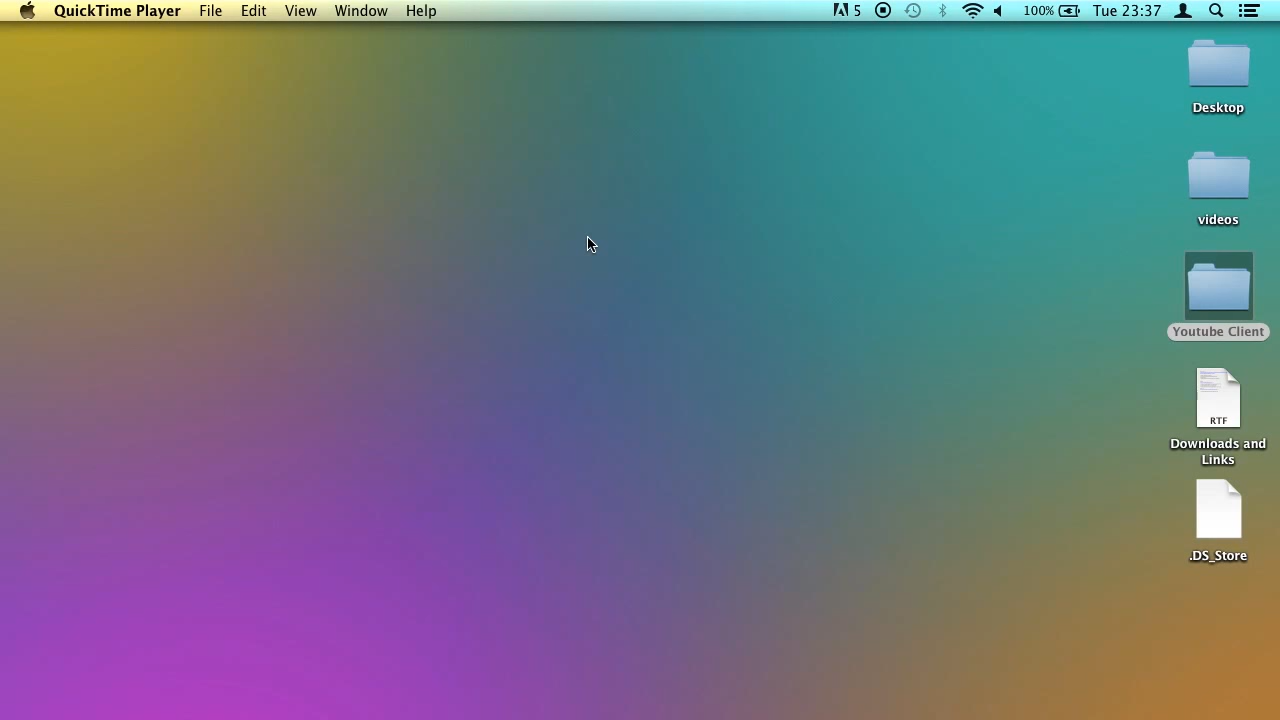 QuickTime Player File Edit View Window Help 5 100% Tue 23:37
Desktop
videos
Youtube Client
RTF
Downloads and
Links
.DS_Store